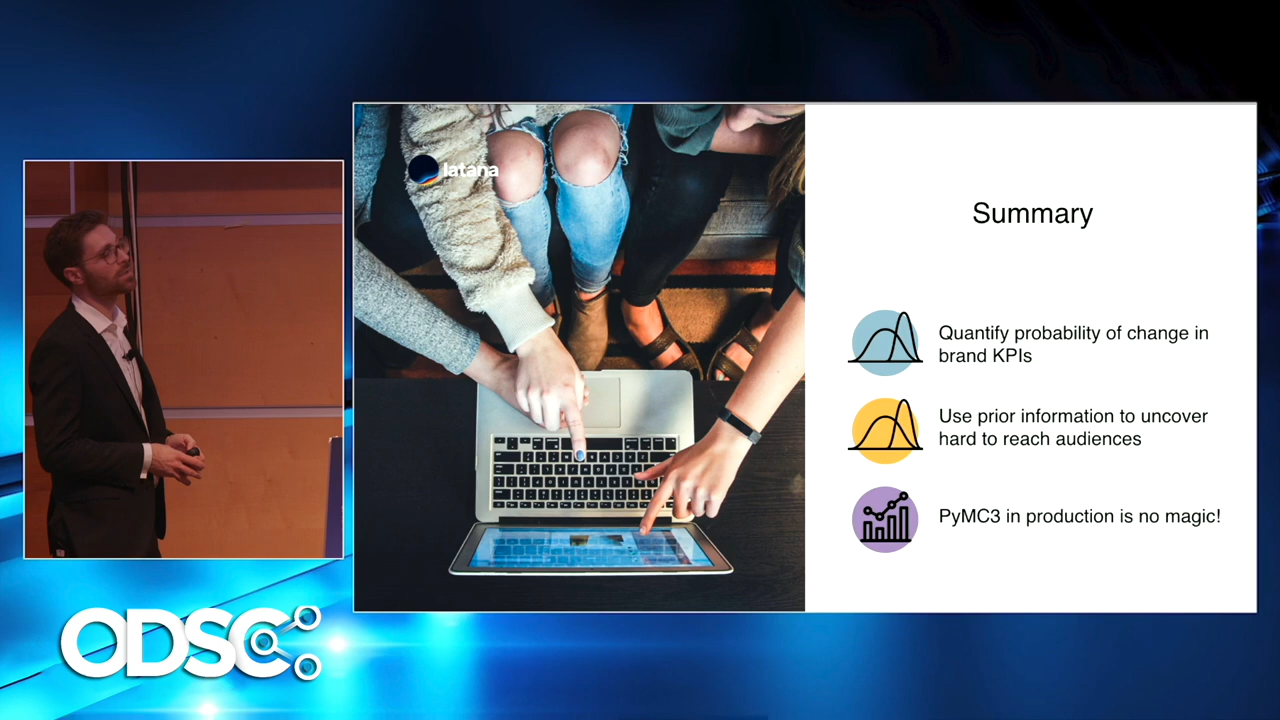 latana
Summary
Quantify probability of change in
brand KPIs
Use prior information to uncover
hard to reach audiences
PyMC3 in production is no magic!
ODSC